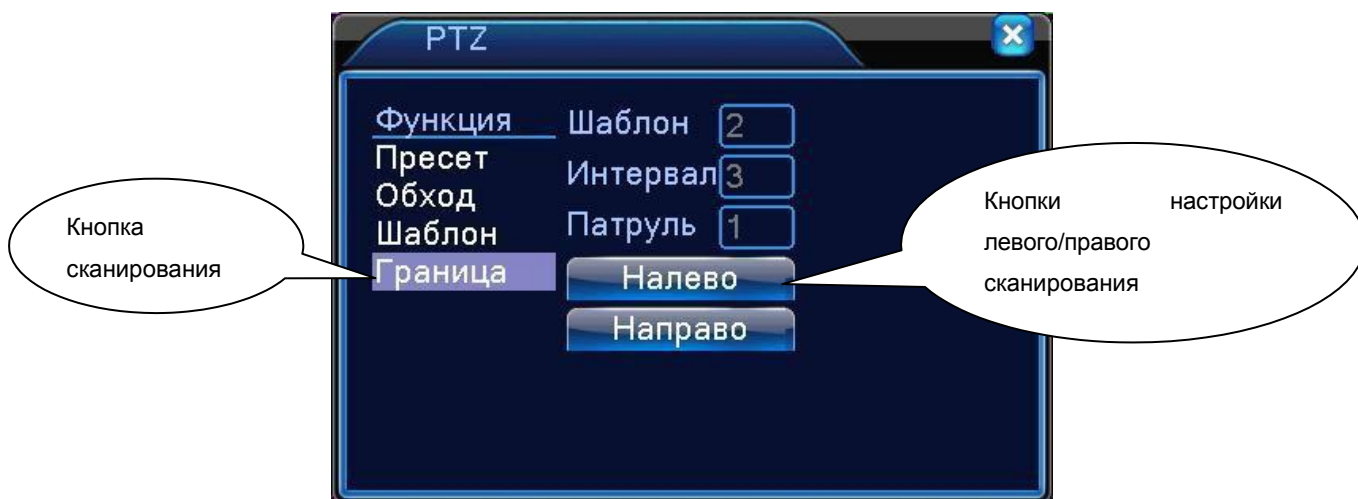 PTZ
Функция
Пресет
Обход
Шаблон
Граница
Шаблон 2
Интервал 3
Патруль 1
Налево
Направо
Кнопка
сканирования
Кнопки настройки
левого/правого
сканирования